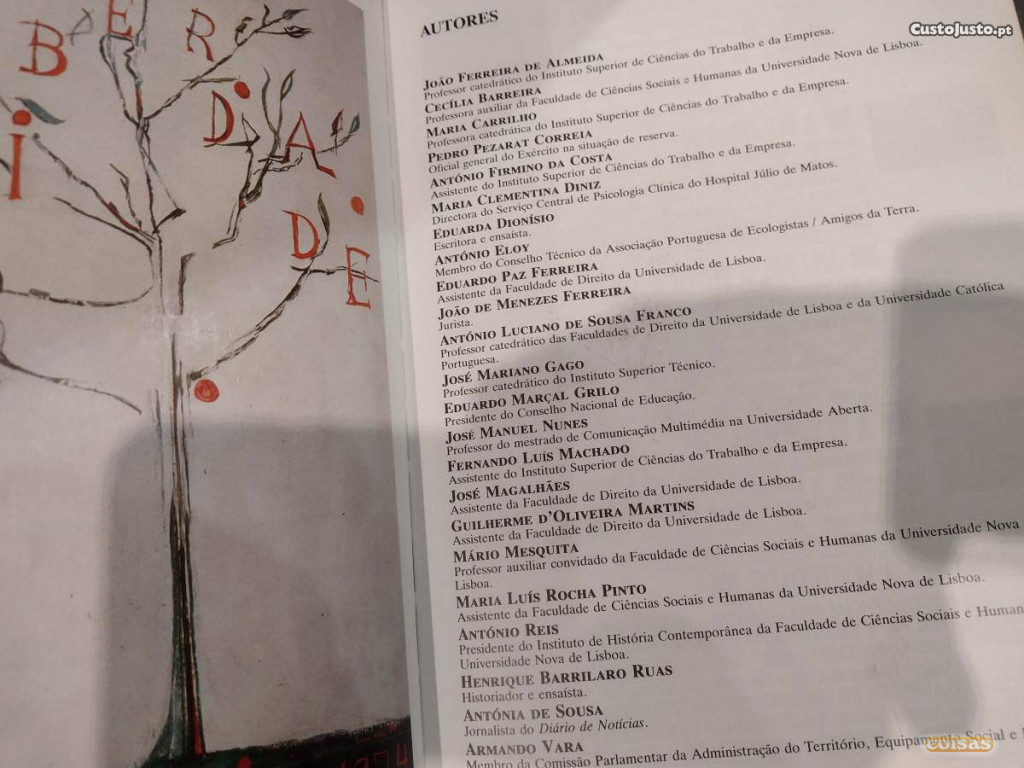 BER
DA
I
DE
1974
AUTORES
JOÃO FERREIRA DE ALMEIDA
Professor catedrático do Instituto Superior de Ciências do Trabalho e da Empresa.
CECÍLIA BARREIRA
Professora auxiliar da Faculdade de Ciências Sociais e Humanas da Universidade Nova de Lisboa.
MARIA CARRILHO
Professora catedrática do Instituto Superior de Ciências do Trabalho e da Empresa.
PEDRO PEZARAT CORREIA
Oficial general do Exército na situação de reserva.
ANTÓNIO FIRMINO DA COSTA
Assistente do Instituto Superior de Ciências do Trabalho e da Empresa.
MARIA CLEMENTINA DINIZ
Directora do Serviço Central de Psicologia Clínica do Hospital Júlio de Matos.
EDUARDA DIONÍSIO
Escritora e ensaísta.
ANTÓNIO ELOY
Membro do Conselho Técnico da Associação Portuguesa de Ecologistas / Amigos da Terra.
EDUARDO PAZ FERREIRA
Assistente da Faculdade de Direito da Universidade de Lisboa.
JOÃO DE MENEZES FERREIRA
Jurista.
ANTÓNIO LUCIANO DE SOUSA FRANCO
Professor catedrático das Faculdades de Direito da Universidade de Lisboa e da Universidade Católica
Portuguesa.
JOSÉ MARIANO GAGO
Professor catedrático do Instituto Superior Técnico.
EDUARDO MARÇAL GRILO
Presidente do Conselho Nacional de Educação.
JOSÉ MANUEL NUNES
Professor do mestrado de Comunicação Multimédia na Universidade Aberta.
FERNANDO LUÍS MACHADO
Assistente do Instituto Superior de Ciências do Trabalho e da Empresa.
JOSÉ MAGALHÃES
Assistente da Faculdade de Direito da Universidade de Lisboa.
GUILHERME D'OLIVEIRA MARTINS
Assistente da Faculdade de Direito da Universidade de Lisboa.
MÁRIO MESQUITA
Professor auxiliar convidado da Faculdade de Ciências Sociais e Humanas da Universidade Nova
Lisboa.
MARIA LUÍS ROCHA PINTO
Assistente da Faculdade de Ciências Sociais e Humanas da Universidade Nova de Lisboa.
ANTÓNIO REIS
Presidente do Instituto de História Contemporânea da Faculdade de Ciências Sociais e Human
Universidade Nova de Lisboa.
HENRIQUE BARRILARO RUAS
Historiador e ensaísta.
ANTÓNIA DE SOUSA
Jornalista do Diário de Notícias.
ARMANDO VARA
Membro da Comissão Parlamentar da Administração do Território, Equipamento Social e
CustoJusto.pt
coisas